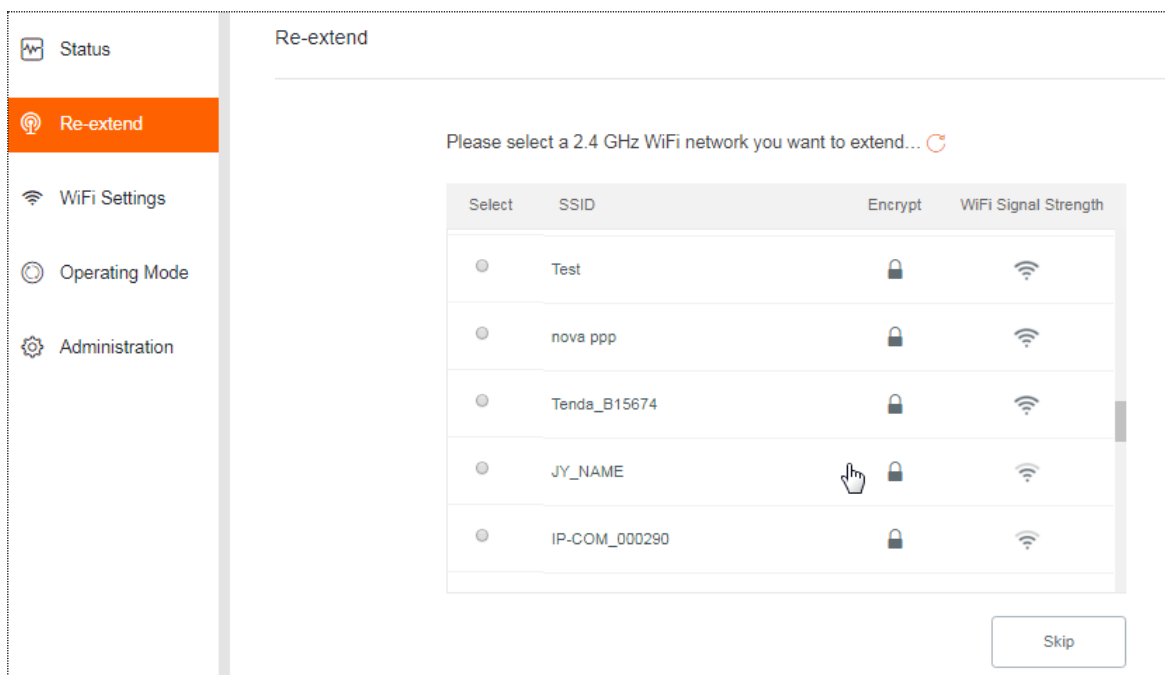 Status
Re-extend
WiFi Settings
Operating Mode
Administration
Re-extend
Please select a 2.4 GHz WiFi network you want to extend...
Select SSID Encrypt WiFi Signal Strength
Test
nova ppp
Tenda_B15674
JY_NAME
IP-COM_000290
Skip